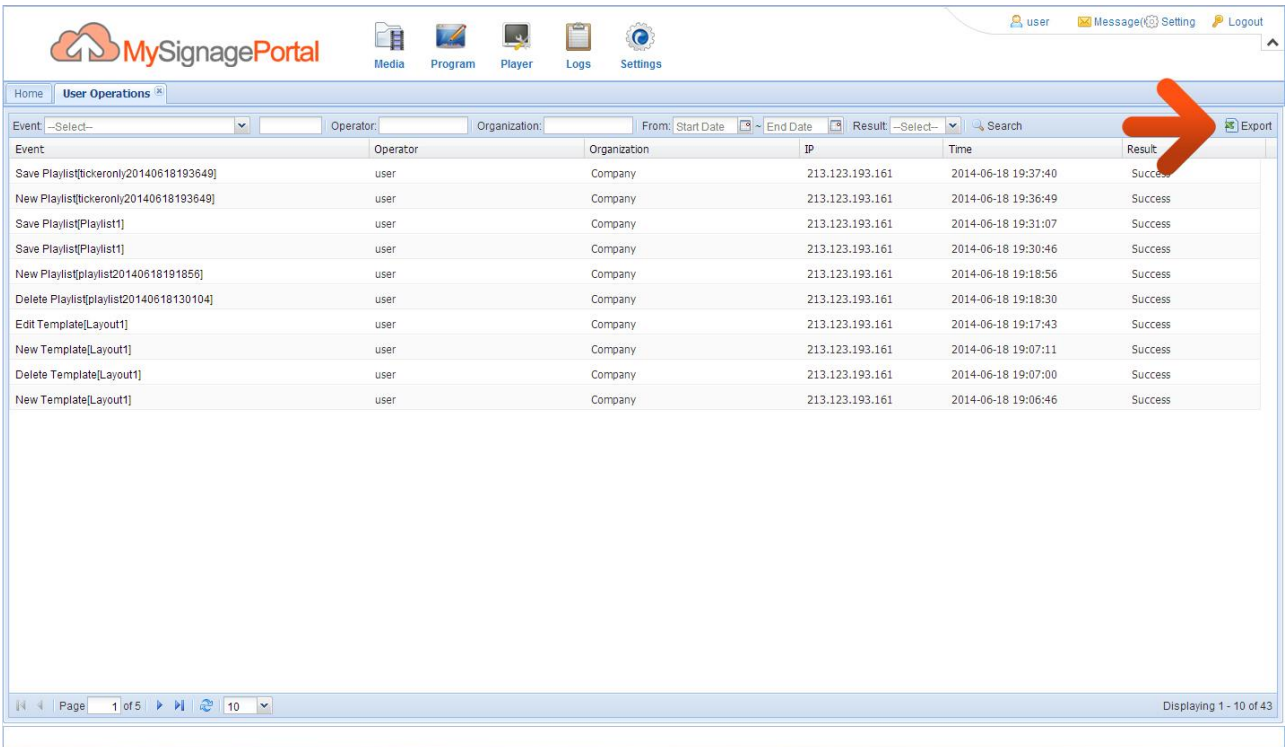 user Message( Setting Logout
MySignagePortal
Media Program Player Logs Settings
Home User Operations
Event: --Select-- Operator: Organization: From: Start Date ~ End Date Result: --Select-- Search Export
Event Operator Organization IP Time Result
Save Playlist[tickeronly20140618193649] user Company 213.123.193.161 2014-06-18 19:37:40 Success
New Playlist[tickeronly20140618193649] user Company 213.123.193.161 2014-06-18 19:36:49 Success
Save Playlist[Playlist1] user Company 213.123.193.161 2014-06-18 19:31:07 Success
Save Playlist[Playlist1] user Company 213.123.193.161 2014-06-18 19:30:46 Success
New Playlist[playlist20140618191856] user Company 213.123.193.161 2014-06-18 19:18:56 Success
Delete Playlist[playlist20140618130104] user Company 213.123.193.161 2014-06-18 19:18:30 Success
Edit Template[Layout1] user Company 213.123.193.161 2014-06-18 19:17:43 Success
New Template[Layout1] user Company 213.123.193.161 2014-06-18 19:07:11 Success
Delete Template[Layout1] user Company 213.123.193.161 2014-06-18 19:07:00 Success
New Template[Layout1] user Company 213.123.193.161 2014-06-18 19:06:46 Success
Page 1 of 5 10 Displaying 1 - 10 of 43